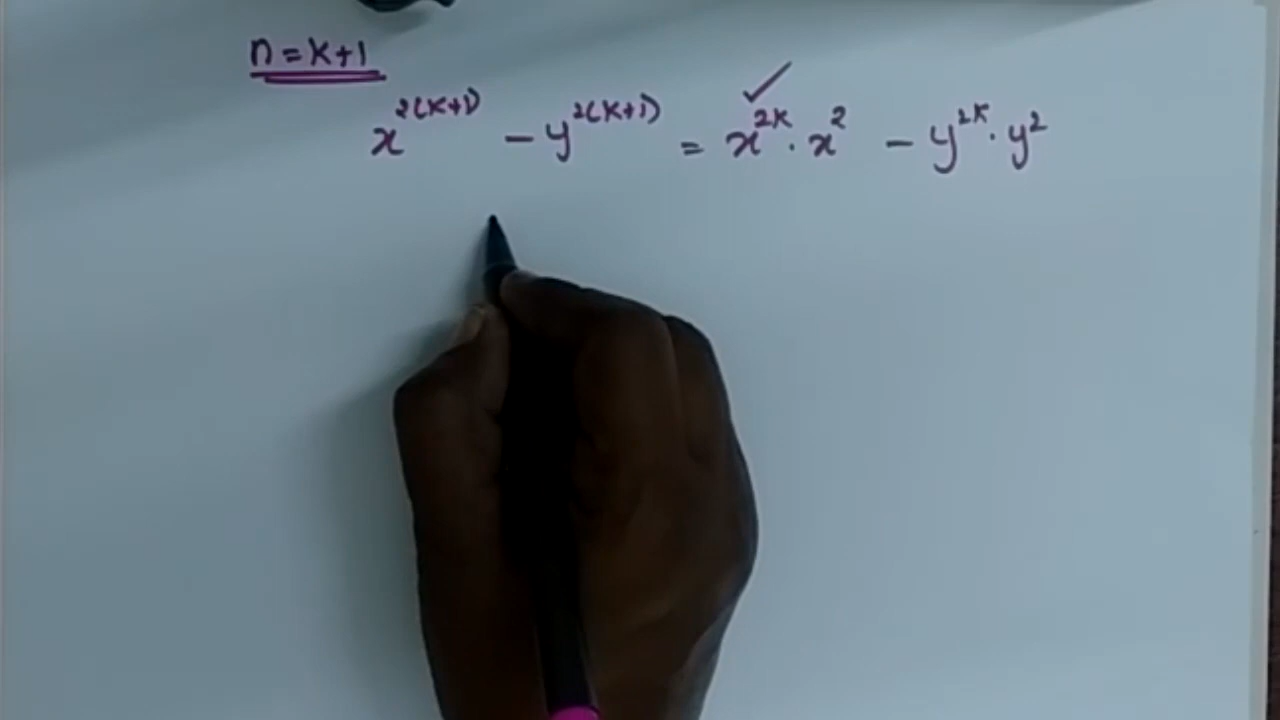 n = k+1
x^{2(k+1)} - y^{2(k+1)} = x^{2k} . x^2 - y^{2k} . y^2